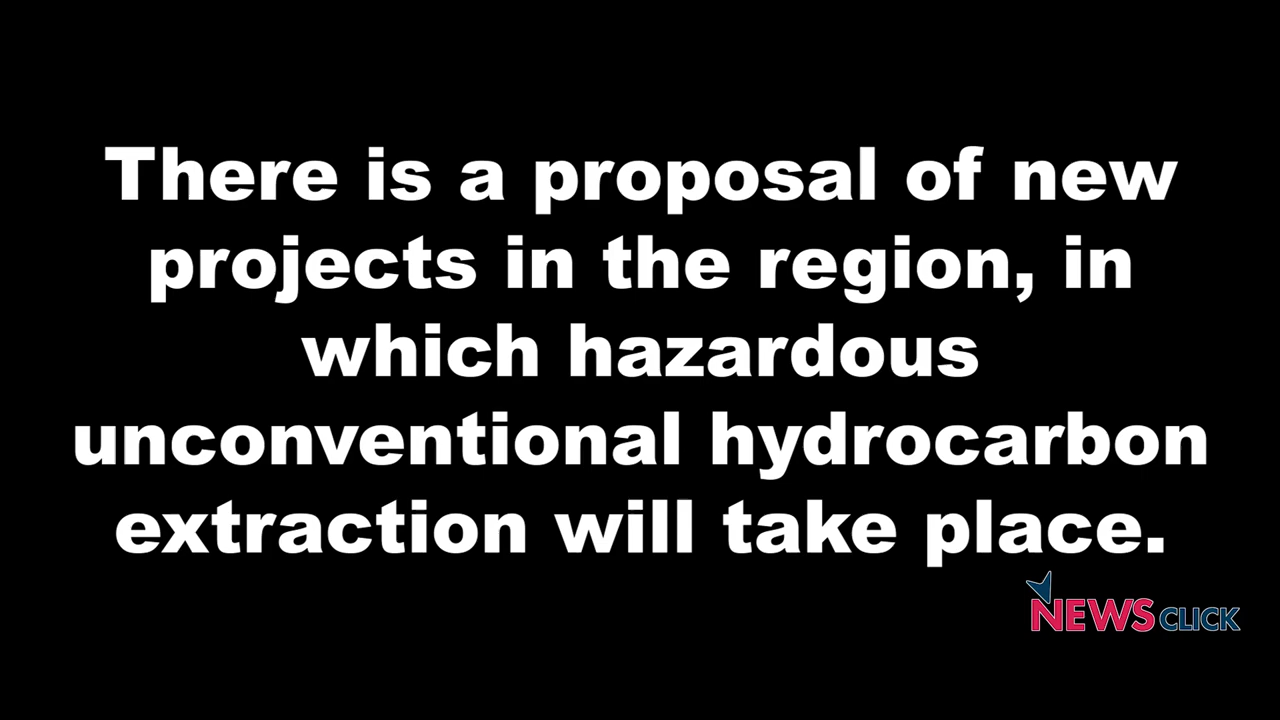 There is a proposal of new
projects in the region, in
which hazardous
unconventional hydrocarbon
extraction will take place.
NEWSCLICK